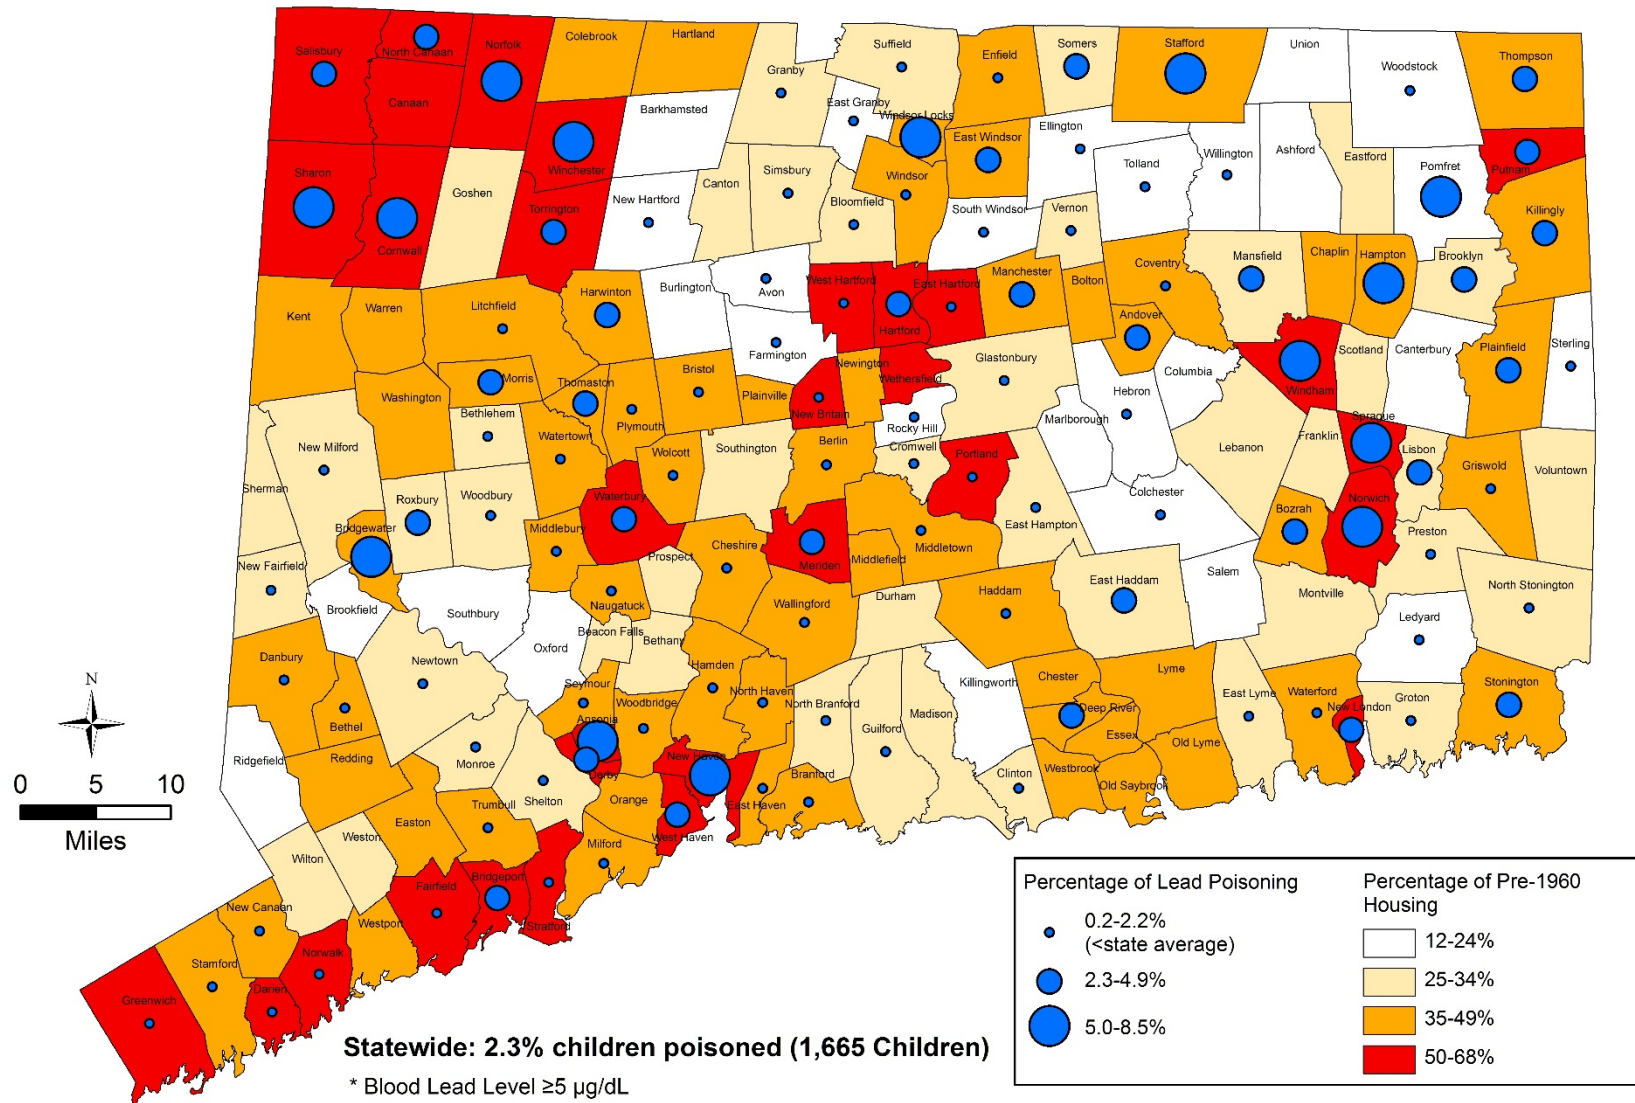 Salisbury
North Canaan
Norfolk
Colebrook
Hartland
Suffield
Enfield
Somers
Stafford
Union
Woodstock
Thompson
Canaan
Granby
East Granby
Windsor Locks
Barkhamsted
East Windsor
Ellington
Tolland
Willington
Ashford
Eastford
Pomfret
Putnam
Sharon
Cornwall
Goshen
Winchester
Torrington
New Hartford
Canton
Simsbury
Bloomfield
Windsor
South Windsor
Vernon
Killingly
Kent
Warren
Litchfield
Harwinton
Burlington
Avon
West Hartford
Hartford
East Hartford
Manchester
Bolton
Coventry
Andover
Mansfield
Chaplin
Hampton
Brooklyn
Farmington
Morris
Washington
Bethlehem
Thomaston
Plymouth
Bristol
Plainville
New Britain
Newington
Wethersfield
Rocky Hill
Glastonbury
Marlborough
Hebron
Columbia
Windham
Scotland
Canterbury
Plainfield
Sterling
New Milford
Sherman
Watertown
Wolcott
Southington
Berlin
Cromwell
Portland
Lebanon
Franklin
Sprague
Lisbon
Griswold
Voluntown
Bridgewater
Roxbury
Woodbury
Waterbury
Middlebury
Prospect
Cheshire
Meriden
Middlefield
Middletown
East Hampton
Colchester
Bozrah
Norwich
Preston
New Fairfield
Brookfield
Southbury
Naugatuck
Wallingford
Durham
Haddam
East Haddam
Salem
Montville
Ledyard
North Stonington
Danbury
Bethel
Newtown
Oxford
Beacon Falls
Bethany
Hamden
North Haven
Seymour
Woodbridge
Ansonia
Derby
North Branford
Guilford
Madison
Killingworth
Chester
Deep River
Essex
Lyme
Old Lyme
East Lyme
Waterford
New London
Groton
Stonington
Ridgefield
Redding
Monroe
Shelton
New Haven
East Haven
Branford
Clinton
Westbrook
Old Saybrook
Wilton
Weston
Easton
Trumbull
Orange
West Haven
Milford
Fairfield
Bridgeport
Stratford
New Canaan
Westport
Stamford
Norwalk
Darien
Greenwich
N
0 5 10
Miles
Statewide: 2.3% children poisoned (1,665 Children)
* Blood Lead Level ≥5 µg/dL
Percentage of Lead Poisoning
0.2-2.2%
(<state average)
2.3-4.9%
5.0-8.5%
Percentage of Pre-1960
Housing
12-24%
25-34%
35-49%
50-68%